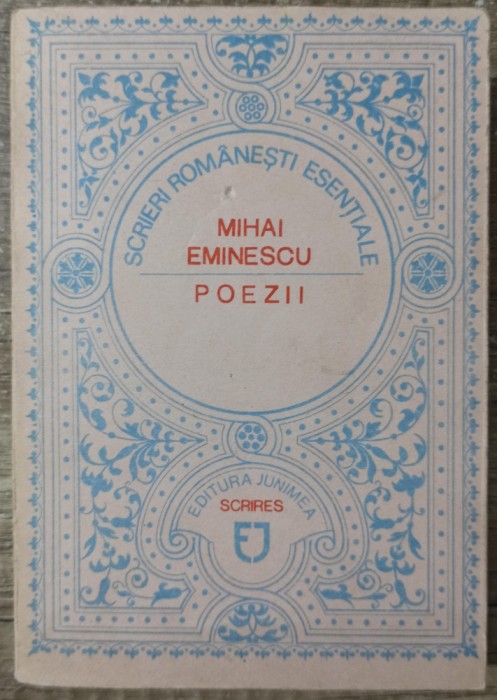 SCRIERI ROMÂNEȘTI ESENȚIALE
MIHAI
EMINESCU
POEZII
EDITURA JUNIMEA
SCRIRES
EJ